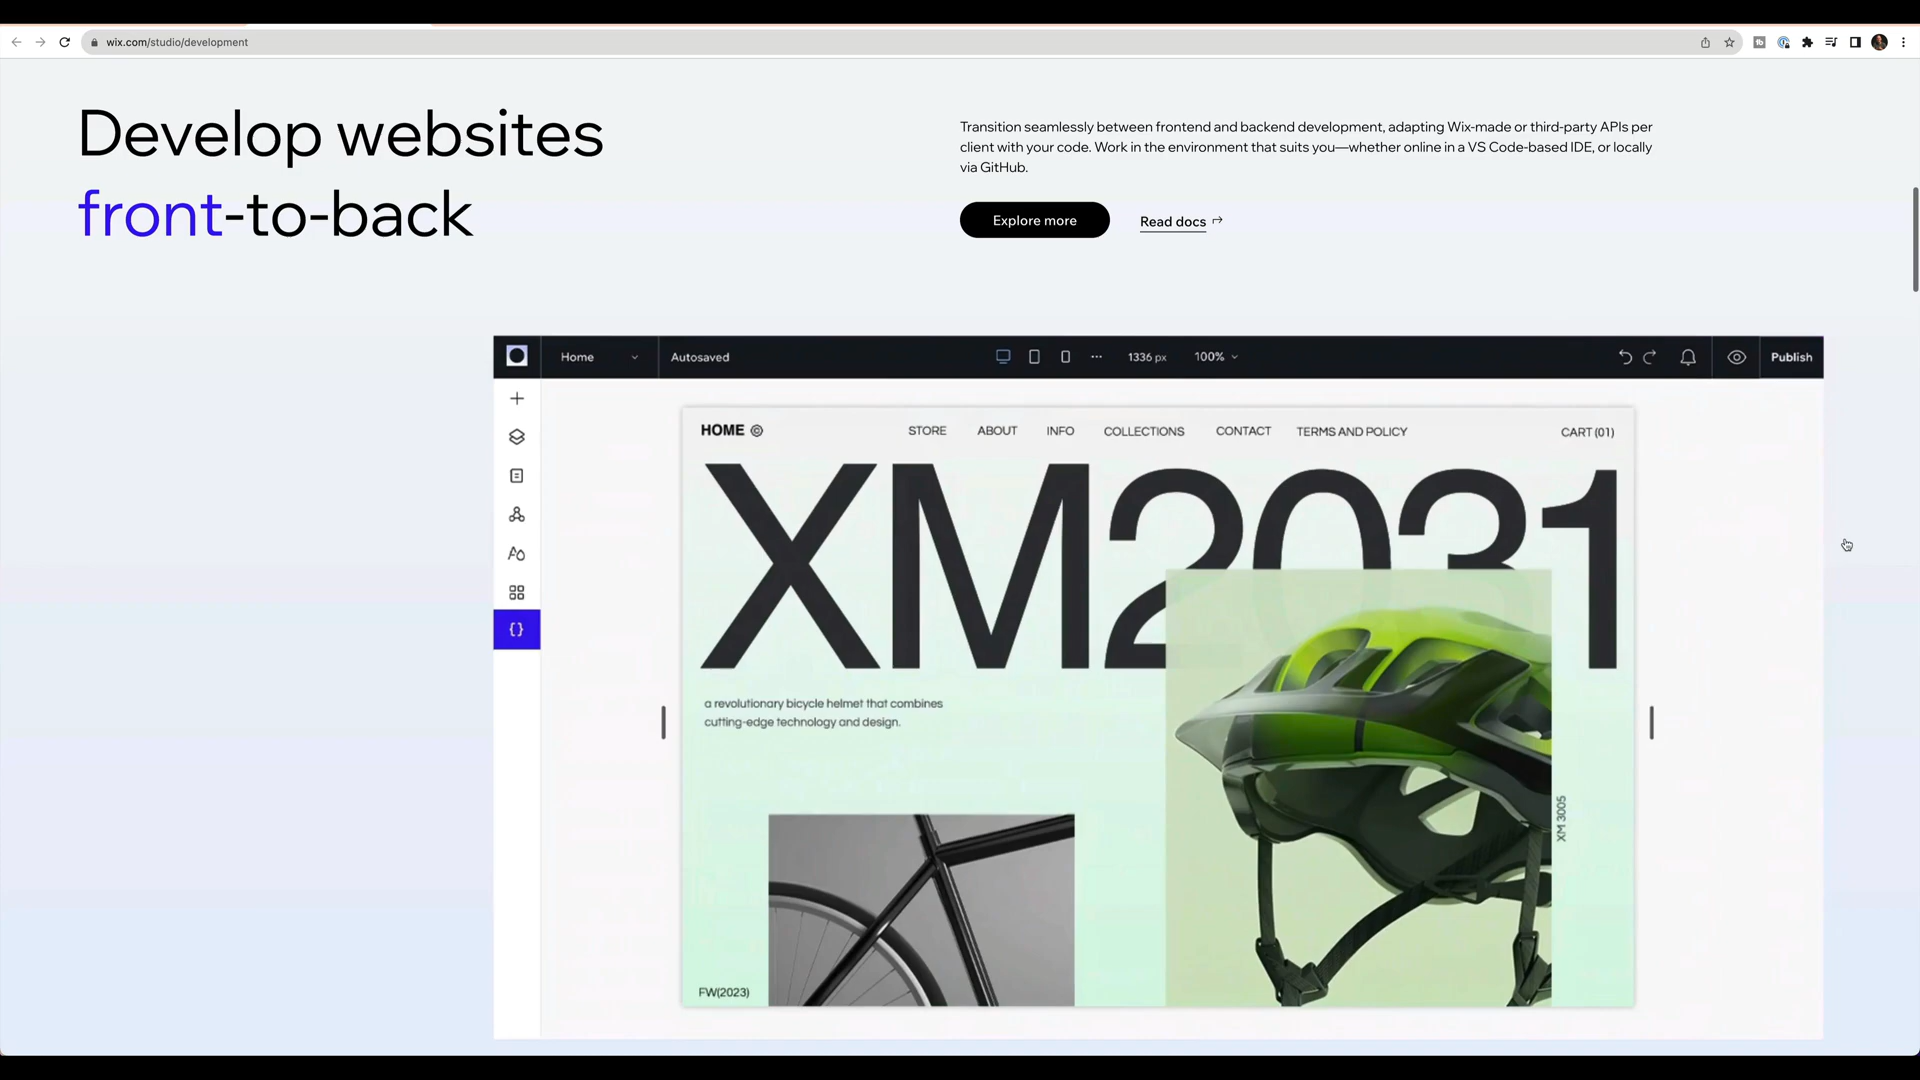 wix.com/studio/development
Develop websites
front-to-back
Transition seamlessly between frontend and backend development, adapting Wix-made or third-party APIs per
client with your code. Work in the environment that suits you—whether online in a VS Code-based IDE, or locally
via GitHub.
Explore more
Read docs
Home
Autosaved
1336 px
100%
Publish
HOME
STORE
ABOUT
INFO
COLLECTIONS
CONTACT
TERMS AND POLICY
CART (01)
XM2031
a revolutionary bicycle helmet that combines
cutting-edge technology and design.
XM 3005
FW(2023)